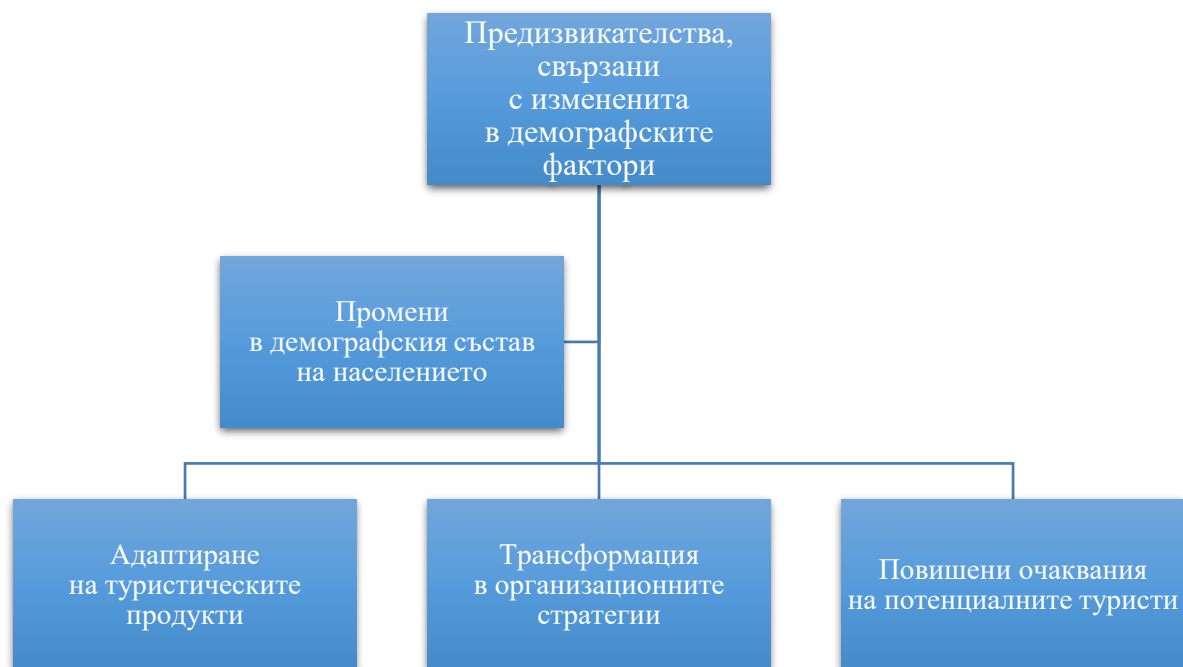 Предизвикателства,
свързани
с измененита
в демографските
фактори
Промени
в демографския състав
на населението
Адаптиране
на туристическите
продукти
Трансформация
в организационните
стратегии
Повишени очаквания
на потенциалните туристи